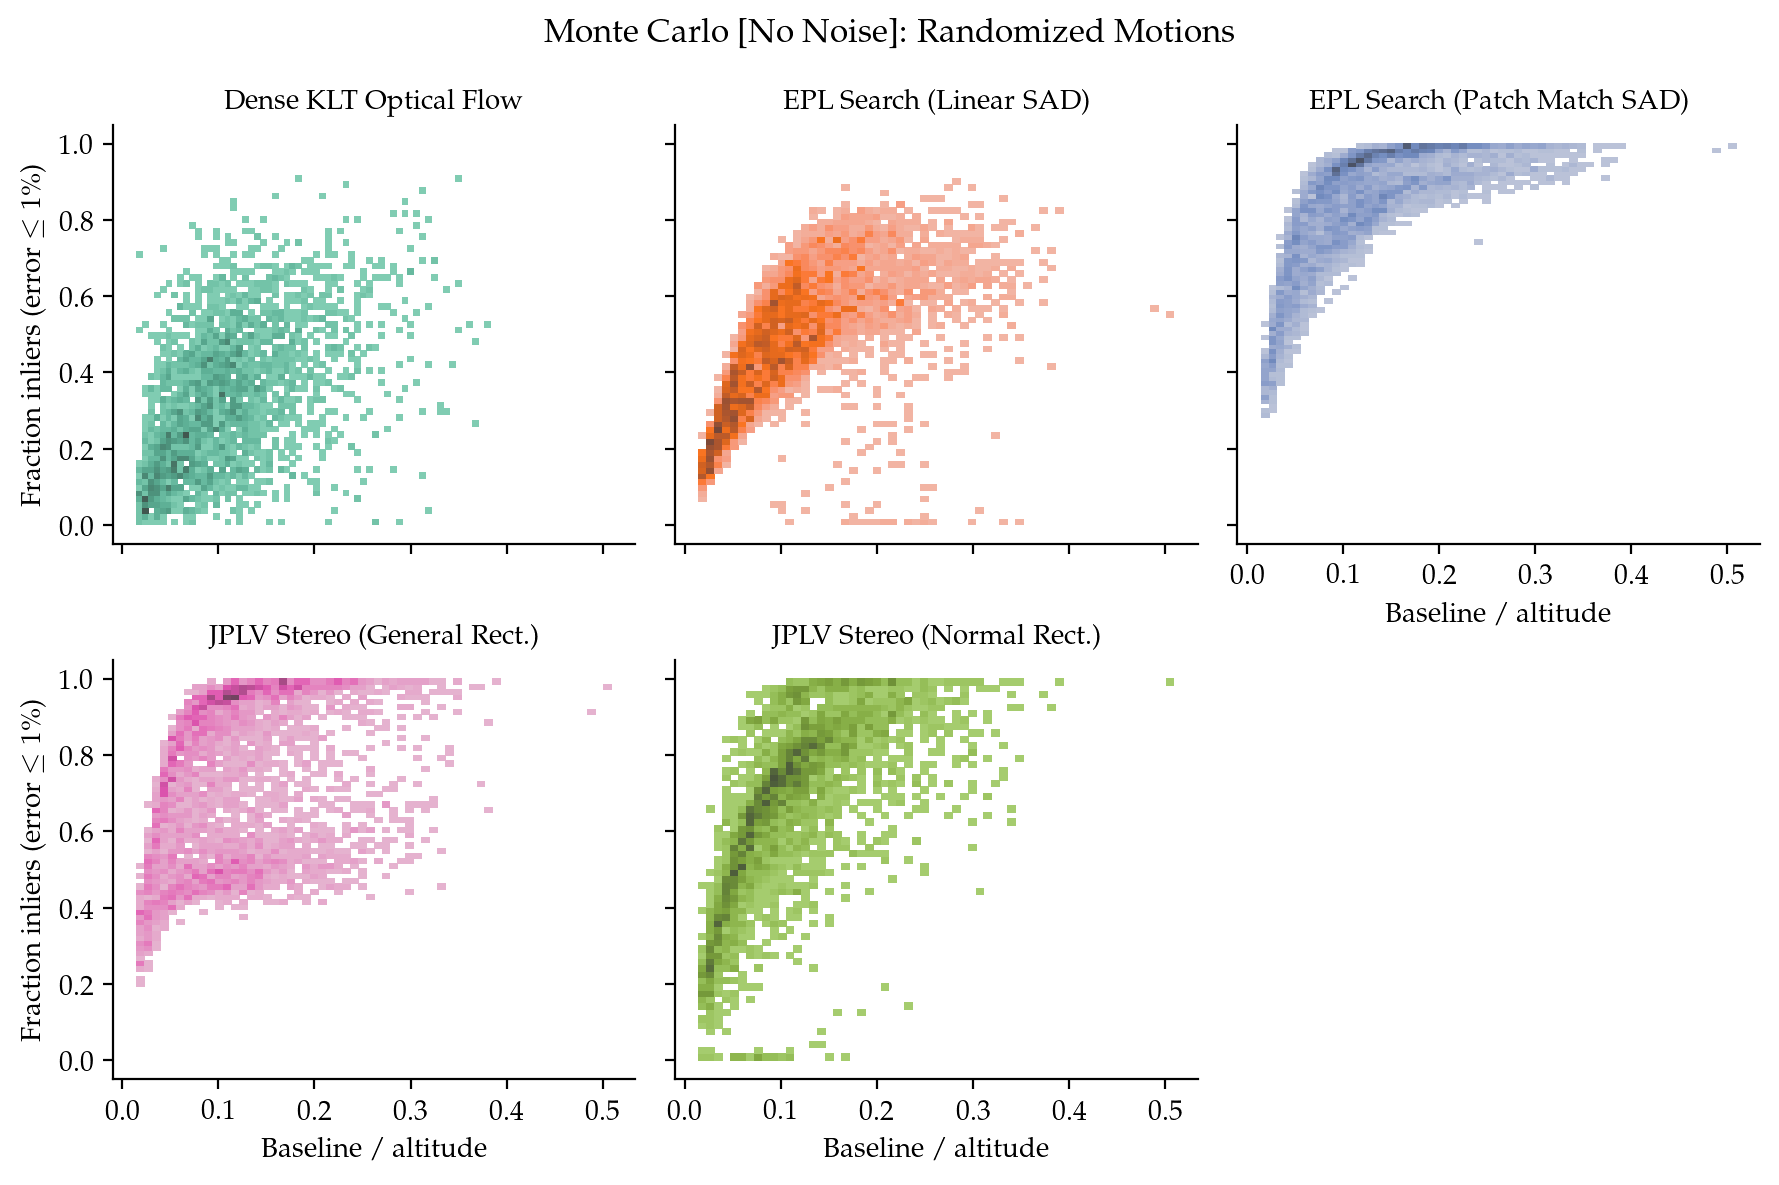 Monte Carlo [No Noise]: Randomized Motions
Dense KLT Optical Flow
EPL Search (Linear SAD)
EPL Search (Patch Match SAD)
Fraction inliers (error ≤ 1%)
1.0
0.8
0.6
0.4
0.2
0.0
0.0 0.1 0.2 0.3 0.4 0.5
Baseline / altitude
JPLV Stereo (General Rect.)
JPLV Stereo (Normal Rect.)
Fraction inliers (error ≤ 1%)
1.0
0.8
0.6
0.4
0.2
0.0
0.0 0.1 0.2 0.3 0.4 0.5
Baseline / altitude
0.0 0.1 0.2 0.3 0.4 0.5
Baseline / altitude